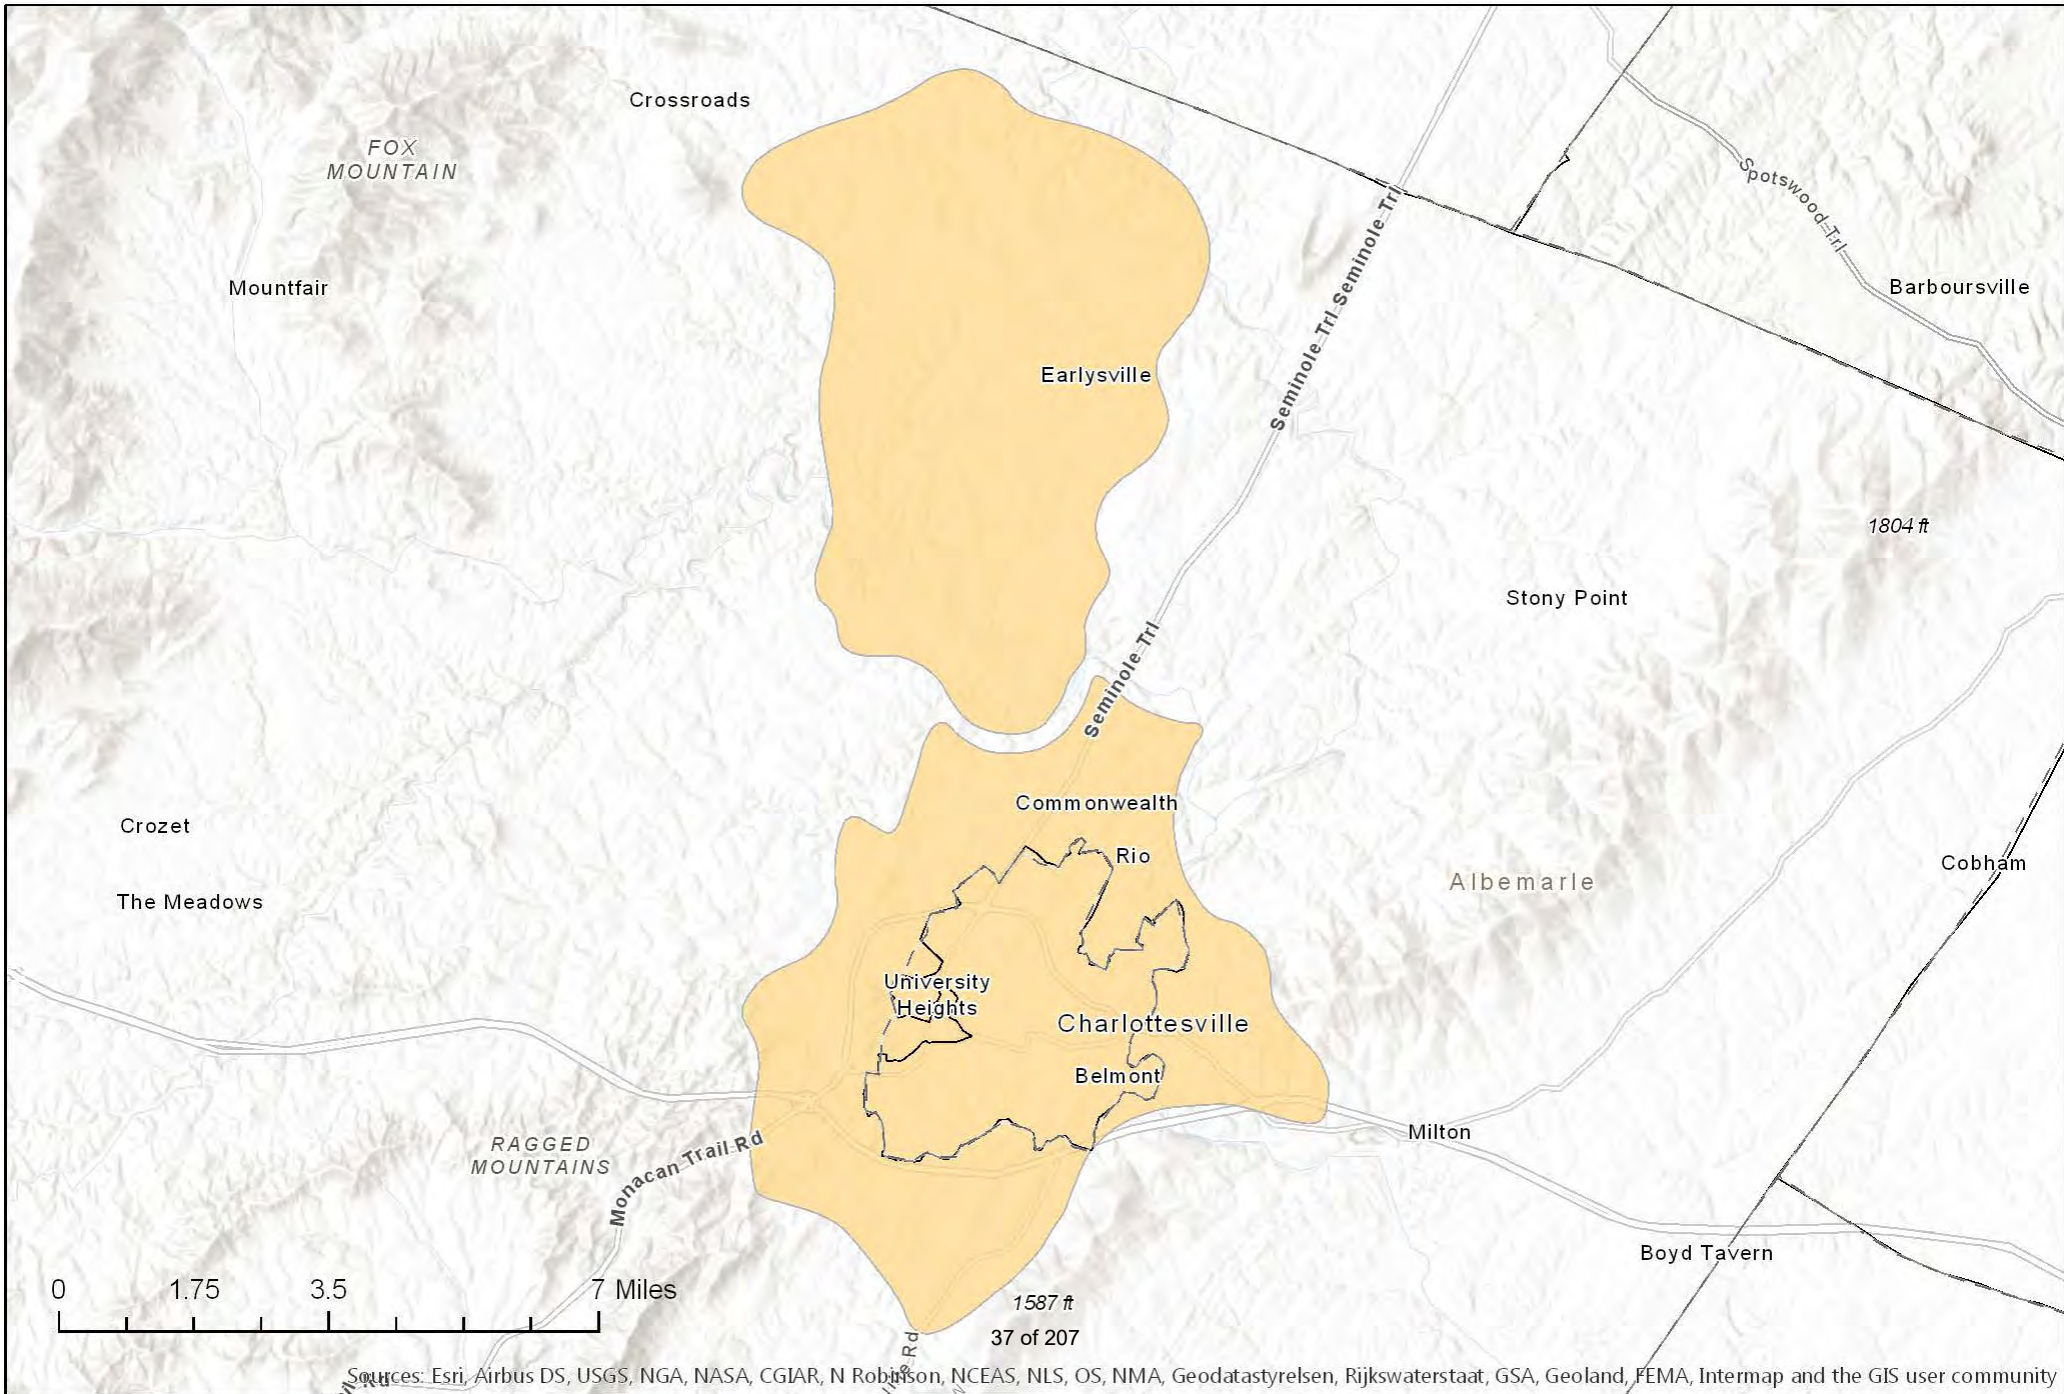 Crossroads
FOX
MOUNTAIN
Spotswood Trl
Seminole Trl
Mountfair
Barboursville
Seminole Trl
Earlysville
1804 ft
Stony Point
Seminole Trl
Commonwealth
Crozet
Rio
Cobham
Albemarle
The Meadows
University
Heights
Charlottesville
Belmont
Milton
RAGGED
MOUNTAINS
Monacan Trail Rd
Boyd Tavern
0 1.75 3.5 7 Miles
1587 ft
37 of 207
Rd
Rd
Sources: Esri, Airbus DS, USGS, NGA, NASA, CGIAR, N Robinson, NCEAS, NLS, OS, NMA, Geodatastyrelsen, Rijkswaterstaat, GSA, Geoland, FEMA, Intermap and the GIS user community